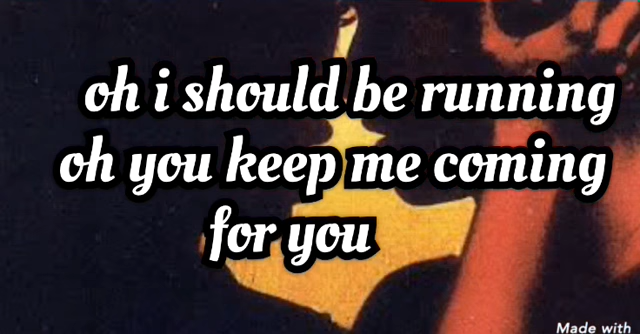 oh i should be running
oh you keep me coming
for you
Made with